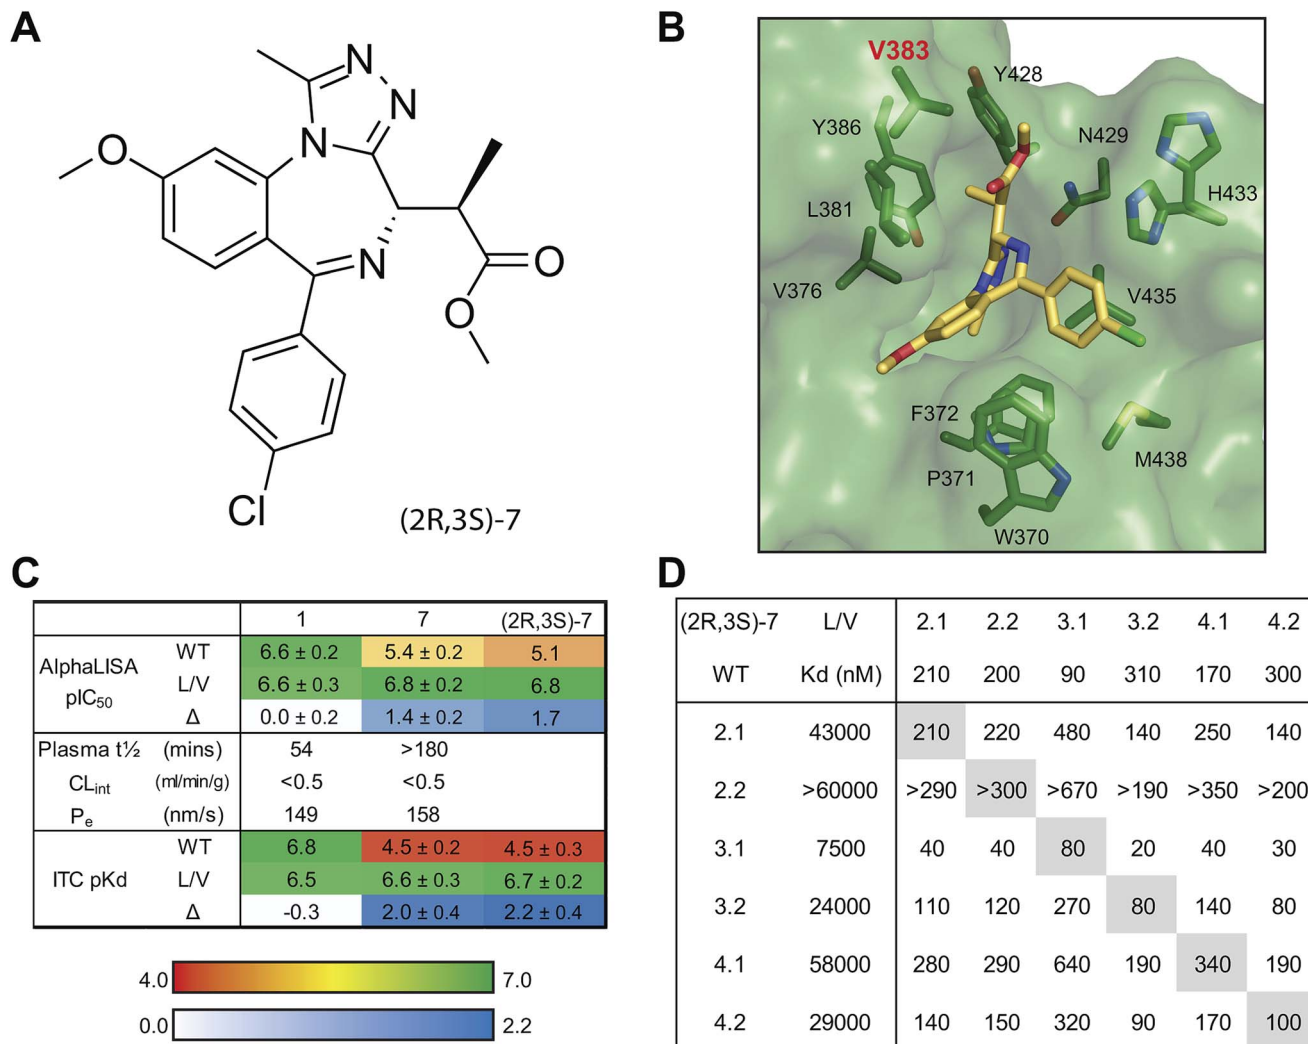 A
N
N
N
O
N
O
O
Cl
(2R,3S)-7
B
V383
Y428
Y386
N429
L381
H433
V376
V435
F372
P371
M438
W370
C
1 7 (2R,3S)-7
AlphaLISA pIC50
WT 6.6 ± 0.2 5.4 ± 0.2 5.1
L/V 6.6 ± 0.3 6.8 ± 0.2 6.8
Δ 0.0 ± 0.2 1.4 ± 0.2 1.7
Plasma t½ (mins) 54 >180
CLint (ml/min/g) <0.5 <0.5
Pe (nm/s) 149 158
ITC pKd
WT 6.8 4.5 ± 0.2 4.5 ± 0.3
L/V 6.5 6.6 ± 0.3 6.7 ± 0.2
Δ -0.3 2.0 ± 0.4 2.2 ± 0.4
4.0 7.0
0.0 2.2
D
(2R,3S)-7 L/V 2.1 2.2 3.1 3.2 4.1 4.2
WT Kd (nM) 210 200 90 310 170 300
2.1 43000 210 220 480 140 250 140
2.2 >60000 >290 >300 >670 >190 >350 >200
3.1 7500 40 40 80 20 40 30
3.2 24000 110 120 270 80 140 80
4.1 58000 280 290 640 190 340 190
4.2 29000 140 150 320 90 170 100